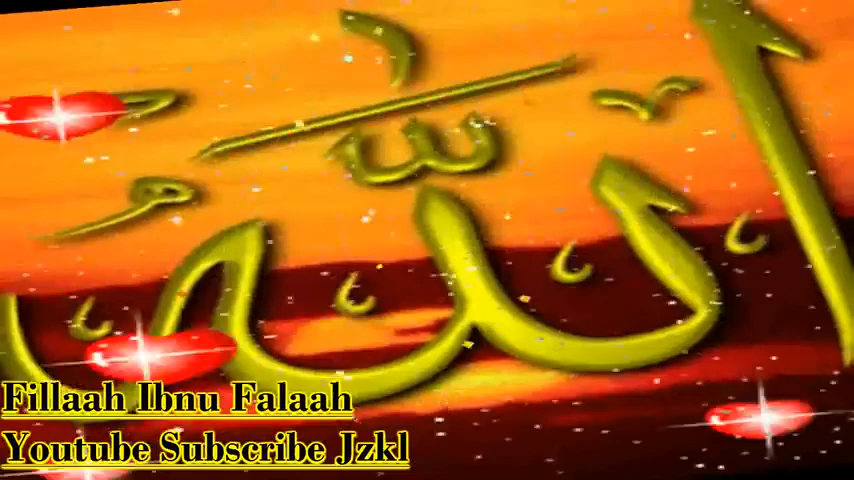 اللّٰهُ
Fillaah Ibnu Falaah
Youtube Subscribe Jzkl